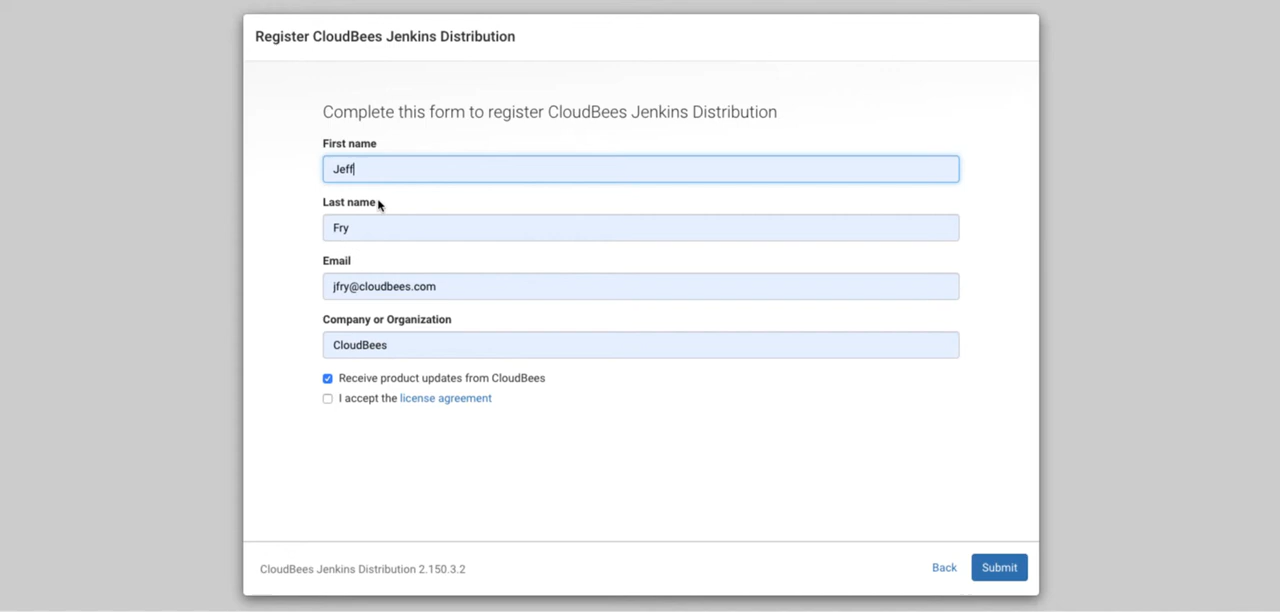 Register CloudBees Jenkins Distribution
Complete this form to register CloudBees Jenkins Distribution
First name
Jeff
Last name
Fry
Email
jfry@cloudbees.com
Company or Organization
CloudBees
Receive product updates from CloudBees
I accept the license agreement
CloudBees Jenkins Distribution 2.150.3.2
Back
Submit